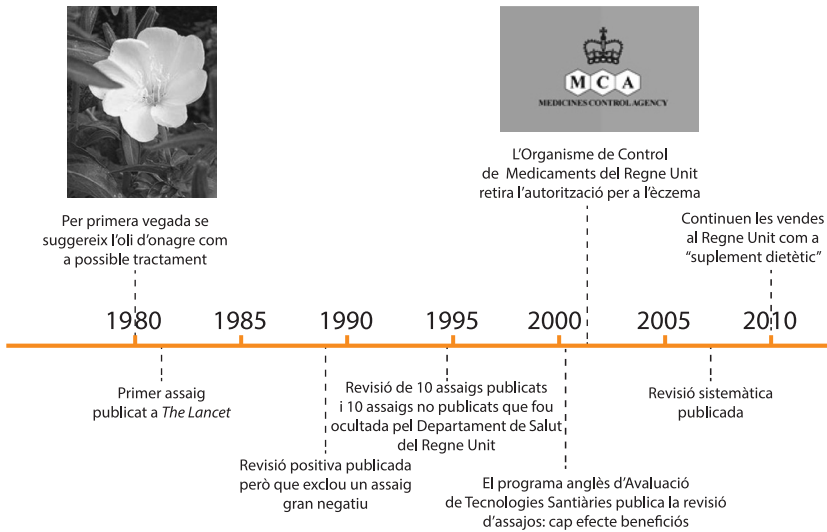 MCA
MEDICINES CONTROL AGENCY
L'Organisme de Control
de Medicaments del Regne Unit
retira l'autorització per a l'èczema
Per primera vegada se
suggereix l'oli d'onagre com
a possible tractament
Continuen les vendes
al Regne Unit com a
“suplement dietètic”
1980 1985 1990 1995 2000 2005 2010
Primer assaig
publicat a The Lancet
Revisió de 10 assaigs publicats
i 10 assaigs no publicats que fou
ocultada pel Departament de Salut
del Regne Unit
Revisió sistemàtica
publicada
Revisió positiva publicada
però que exclou un assaig
gran negatiu
El programa anglès d'Avaluació
de Tecnologies Santiàries publica la revisió
d'assajos: cap efecte beneficiós